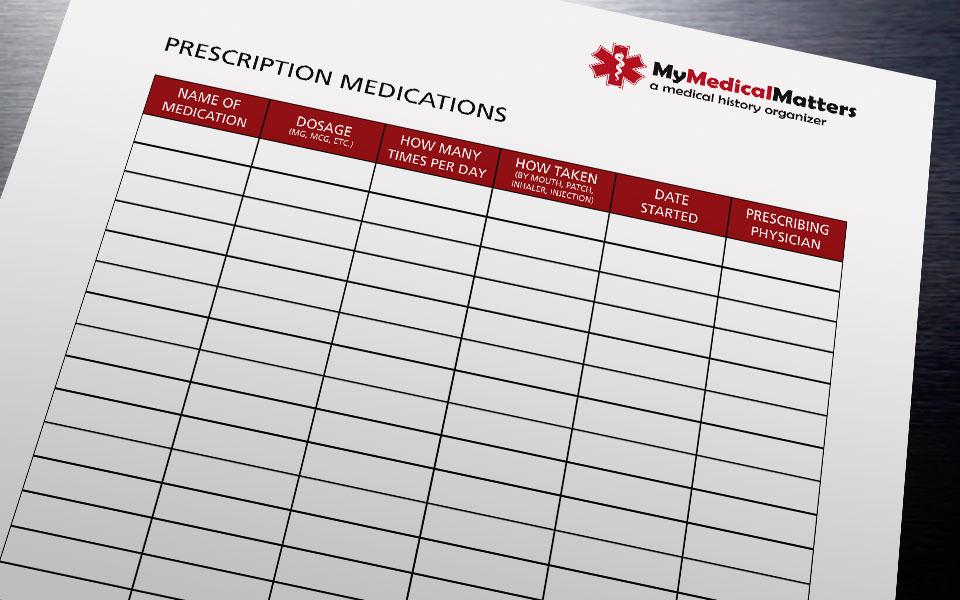 PRESCRIPTION MEDICATIONS
MyMedicalMatters
a medical history organizer
NAME OF
MEDICATION
DOSAGE
(MG, MCG, ETC.)
HOW MANY
TIMES PER DAY
HOW TAKEN
(BY MOUTH, PATCH,
INHALER, INJECTION)
DATE
STARTED
PRESCRIBING
PHYSICIAN